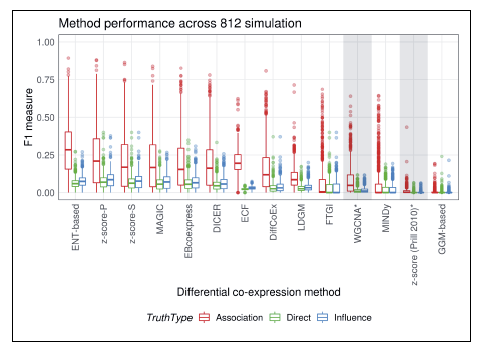 Method performance across 812 simulation
1.00
0.75
0.50
0.25
0.00
F1 measure
ENT-based
z-score-P
z-score-S
MAGIC
EBcoexpress
DICER
ECF
DiffCoEx
LDGM
FTGI
WGCNA*
MINDy
z-score (Prill 2010)*
GGM-based
Differential co-expression method
TruthType Association Direct Influence